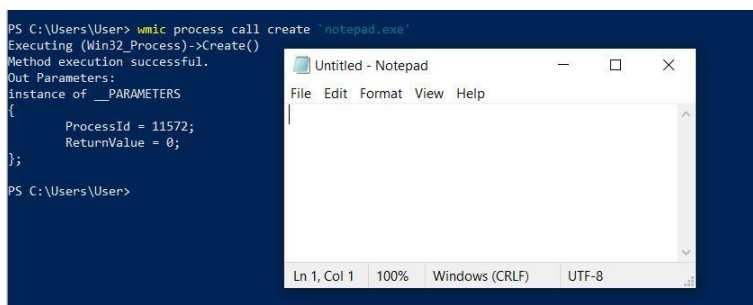 PS C:\Users\User> wmic process call create `notepad.exe'
Executing (Win32_Process)->Create()
Method execution successful.
Out Parameters:
instance of __PARAMETERS
{
        ProcessId = 11572;
        ReturnValue = 0;
};
PS C:\Users\User>
Untitled - Notepad
File Edit Format View Help
Ln 1, Col 1 100% Windows (CRLF) UTF-8